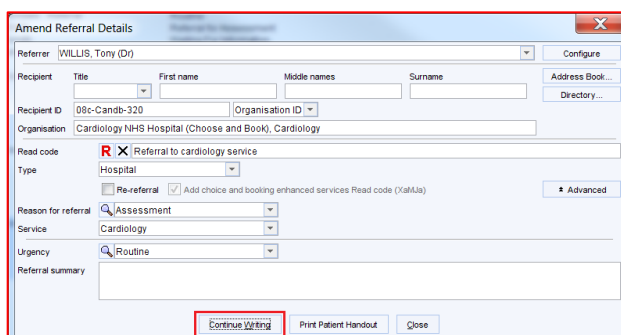 Amend Referral Details
Referrer WILLIS, Tony (Dr) Configure
Recipient Title First name Middle names Surname Address Book...
Directory...
Recipient ID 08c-Candb-320 Organisation ID
Organisation Cardiology NHS Hospital (Choose and Book), Cardiology
Read code R Referral to cardiology service
Type Hospital
Re-referral Add choice and booking enhanced services Read code (XaMJa) Advanced
Reason for referral Assessment
Service Cardiology
Urgency Routine
Referral summary
Continue Writing Print Patient Handout Close